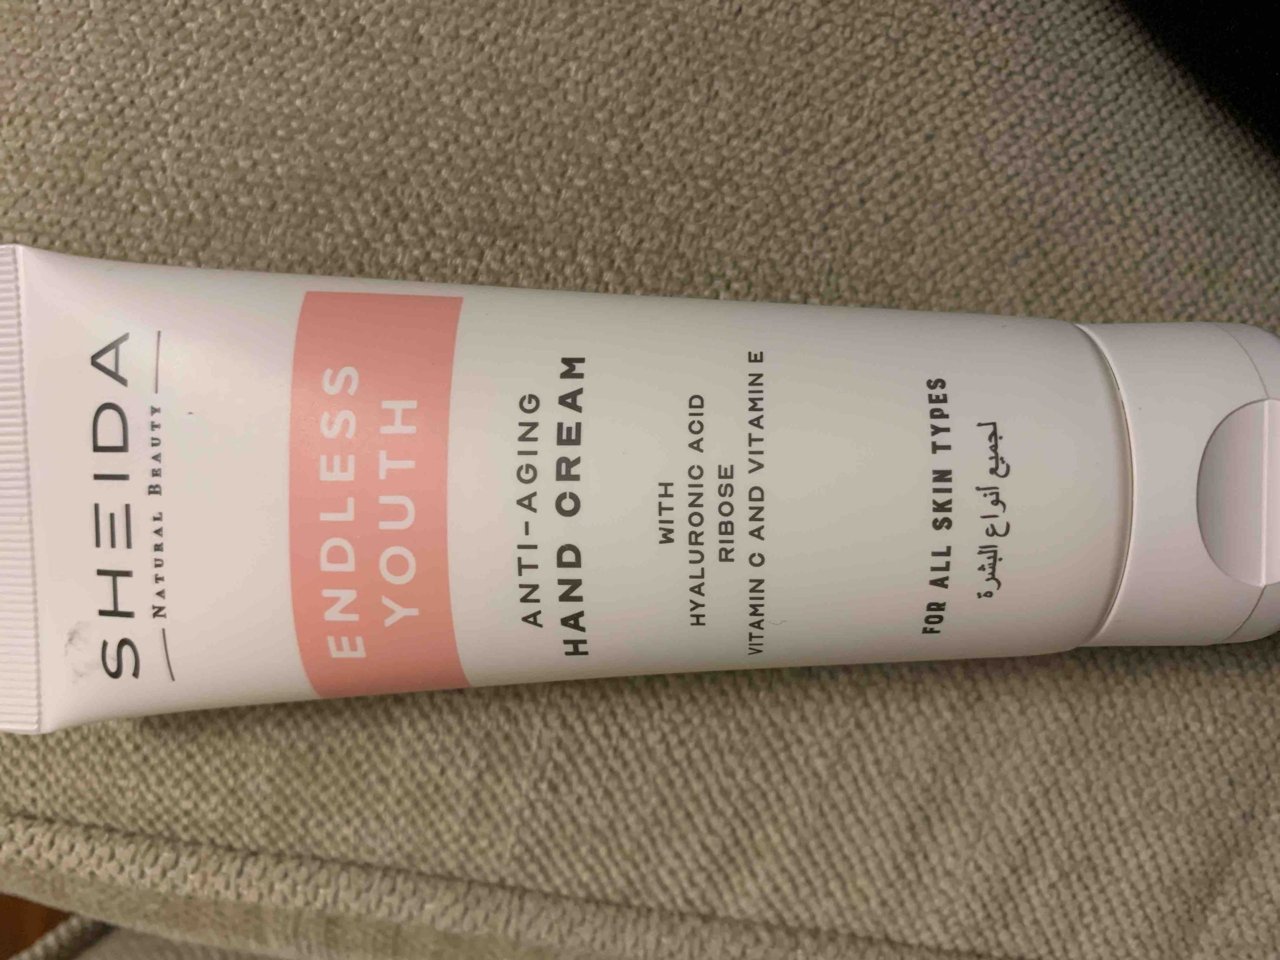 SHEIDA
NATURAL BEAUTY
ENDLESS
YOUTH
ANTI-AGING
HAND CREAM
WITH
HYALURONIC ACID
RIBOSE
VITAMIN C AND VITAMIN E
FOR ALL SKIN TYPES
لجميع أنواع البشرة